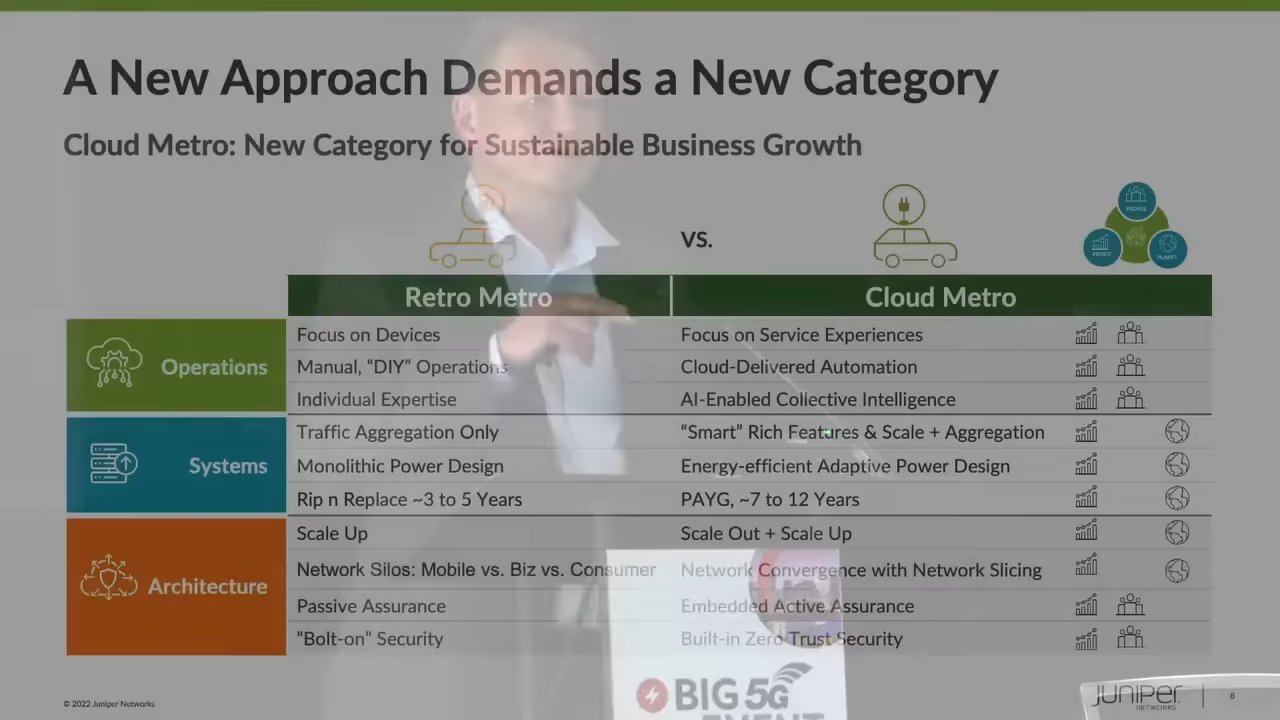 A New Approach Demands a New Category
Cloud Metro: New Category for Sustainable Business Growth
VS.
PEOPLE
PROFIT
PLANET
Retro Metro
Cloud Metro
Operations
Focus on Devices
Focus on Service Experiences
Manual, “DIY” Operations
Cloud-Delivered Automation
Individual Expertise
AI-Enabled Collective Intelligence
Systems
Traffic Aggregation Only
“Smart” Rich Features & Scale + Aggregation
Monolithic Power Design
Energy-efficient Adaptive Power Design
Rip n Replace ~3 to 5 Years
PAYG, ~7 to 12 Years
Architecture
Scale Up
Scale Out + Scale Up
Network Silos: Mobile vs. Biz vs. Consumer
Network Convergence with Network Slicing
Passive Assurance
Embedded Active Assurance
“Bolt-on” Security
Built-in Zero Trust Security
BIG 5G
EVENT
© 2022 Juniper Networks
JUNIPER
NETWORKS
8